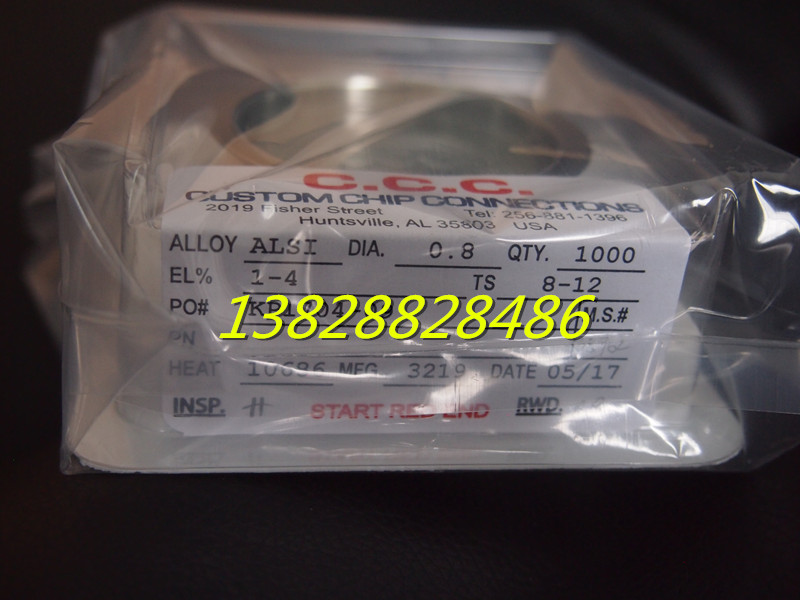 C.C.C.
CUSTOM CHIP CONNECTIONS
2019 Fisher Street Tel: 256-881-1396
Huntsville, AL 35803 USA
ALLOY ALSI DIA. 0.8 QTY. 1000
EL% 1-4 TS 8-12
PO# M.S.#
13828828486
PN
HEAT 10686 MFG 3219 DATE 05/17
INSP. H START RED END RWD.